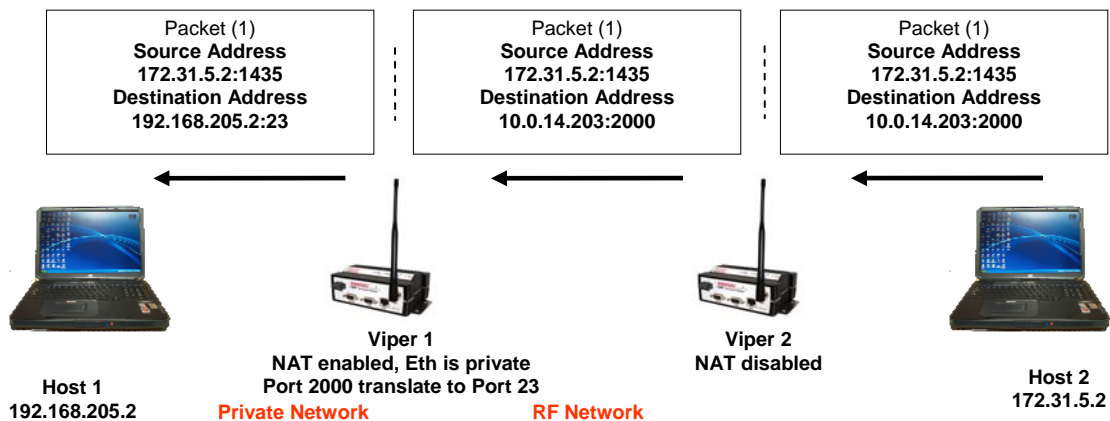 Packet (1)
Source Address
172.31.5.2:1435
Destination Address
192.168.205.2:23
Packet (1)
Source Address
172.31.5.2:1435
Destination Address
10.0.14.203:2000
Packet (1)
Source Address
172.31.5.2:1435
Destination Address
10.0.14.203:2000
Viper 1
NAT enabled, Eth is private
Port 2000 translate to Port 23
Viper 2
NAT disabled
Host 1
192.168.205.2
Host 2
172.31.5.2
Private Network
RF Network